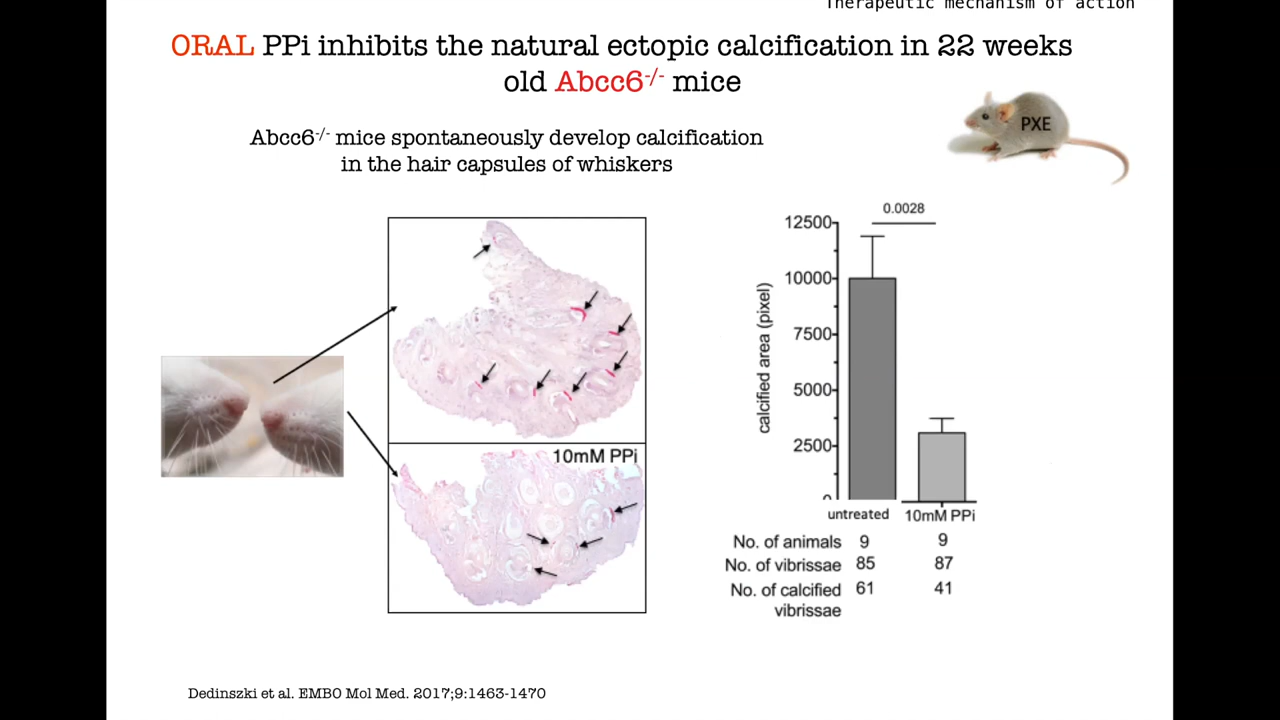 Therapeutic mechanism of action
ORAL PPi inhibits the natural ectopic calcification in 22 weeks
old Abcc6-/- mice
PXE
Abcc6-/- mice spontaneously develop calcification
in the hair capsules of whiskers
10mM PPi
0.0028
calcified area (pixel)
12500
10000
7500
5000
2500
0
untreated 10mM PPi
No. of animals 9 9
No. of vibrissae 85 87
No. of calcified 61 41
vibrissae
Dedinszki et al. EMBO Mol Med. 2017;9:1463-1470